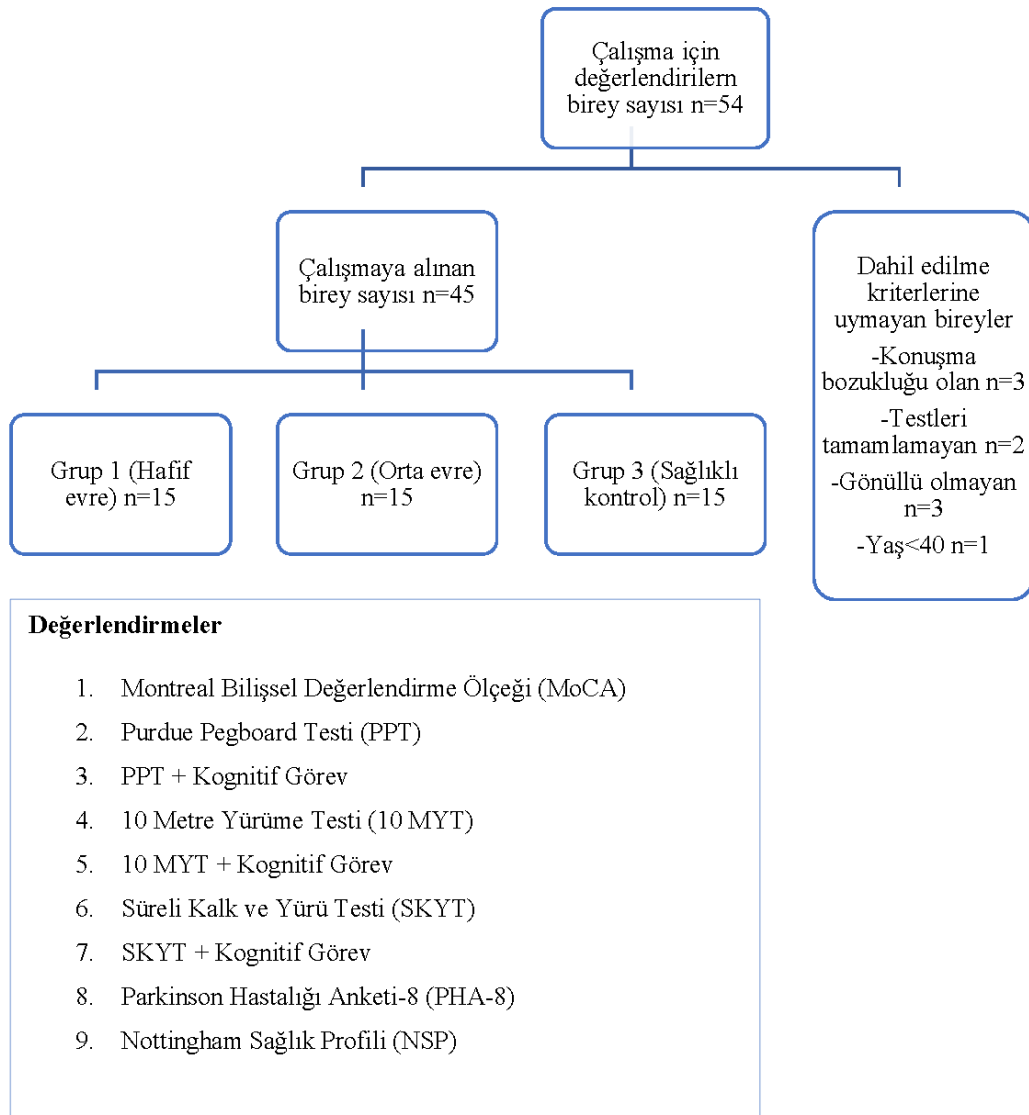 Çalışma için
değerlendirilern
birey sayısı n=54
Çalışmaya alınan
birey sayısı n=45
Dahil edilme
kriterlerine
uymayan bireyler
-Konuşma
bozukluğu olan n=3
-Testleri
tamamlamayan n=2
-Gönüllü olmayan
n=3
-Yaş<40 n=1
Grup 1 (Hafif
evre) n=15
Grup 2 (Orta evre)
n=15
Grup 3 (Sağlıklı
kontrol) n=15
Değerlendirmeler
1. Montreal Bilişsel Değerlendirme Ölçeği (MoCA)
2. Purdue Pegboard Testi (PPT)
3. PPT + Kognitif Görev
4. 10 Metre Yürüme Testi (10 MYT)
5. 10 MYT + Kognitif Görev
6. Süreli Kalk ve Yürü Testi (SKYT)
7. SKYT + Kognitif Görev
8. Parkinson Hastalığı Anketi-8 (PHA-8)
9. Nottingham Sağlık Profili (NSP)